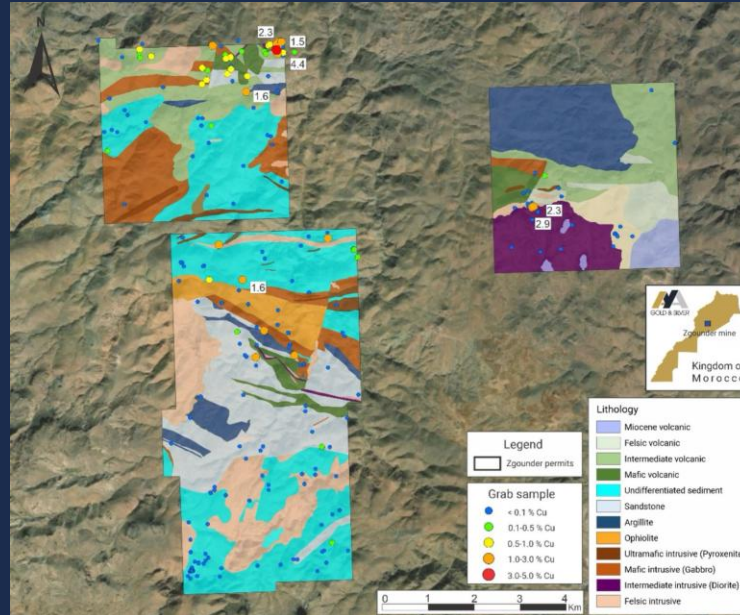 N
2.3
1.5
4.4
1.6
2.3
2.9
1.6
AYA
GOLD & SILVER
Zgounder mine
Kingdom o
Morocc
Legend
Zgounder permits
Grab sample
< 0.1 % Cu
0.1-0.5 % Cu
0.5-1.0 % Cu
1.0-3.0 % Cu
3.0-5.0 % Cu
0 1 2 3 4
Km
Lithology
Miocene volcanic
Felsic volcanic
Intermediate volcanic
Mafic volcanic
Undifferentiated sediment
Sandstone
Argillite
Ophiolite
Ultramafic intrusive (Pyroxenite
Mafic intrusive (Gabbro)
Intermediate intrusive (Diorite)
Felsic intrusive